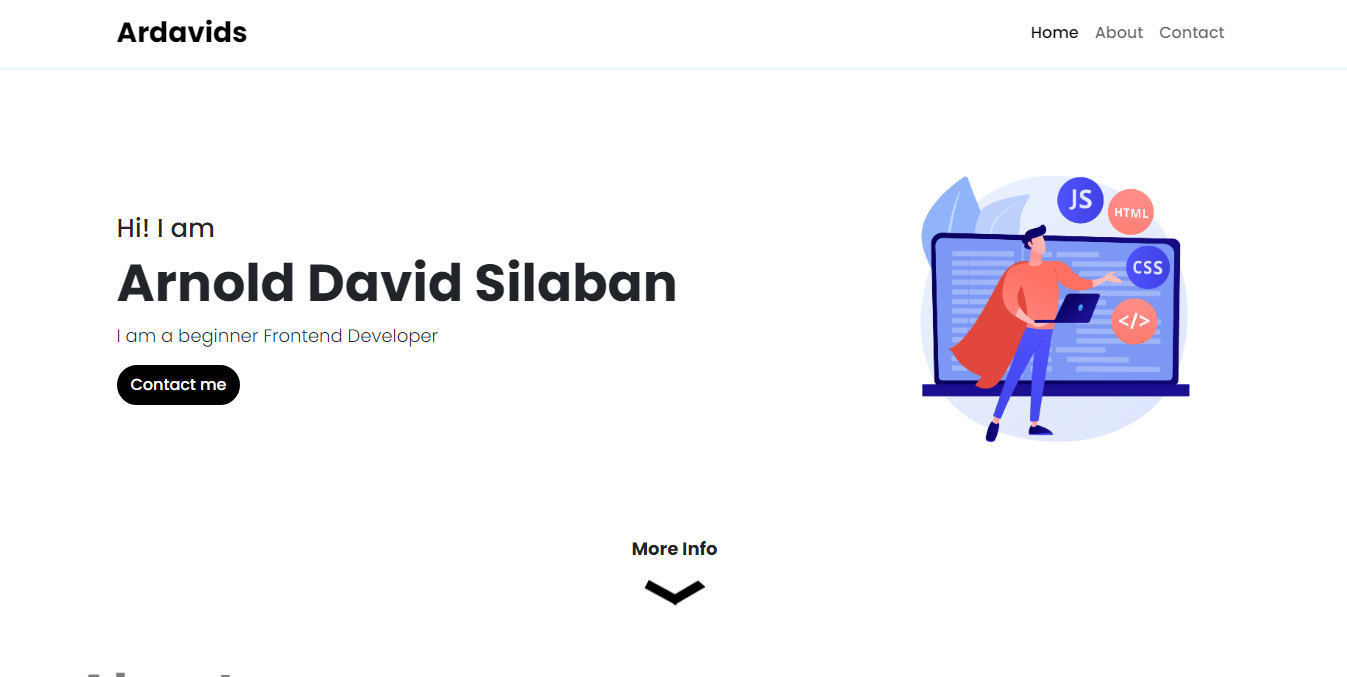 Ardavids
Home About Contact
Hi! I am
Arnold David Silaban
I am a beginner Frontend Developer
Contact me
JS
HTML
CSS
</>
More Info